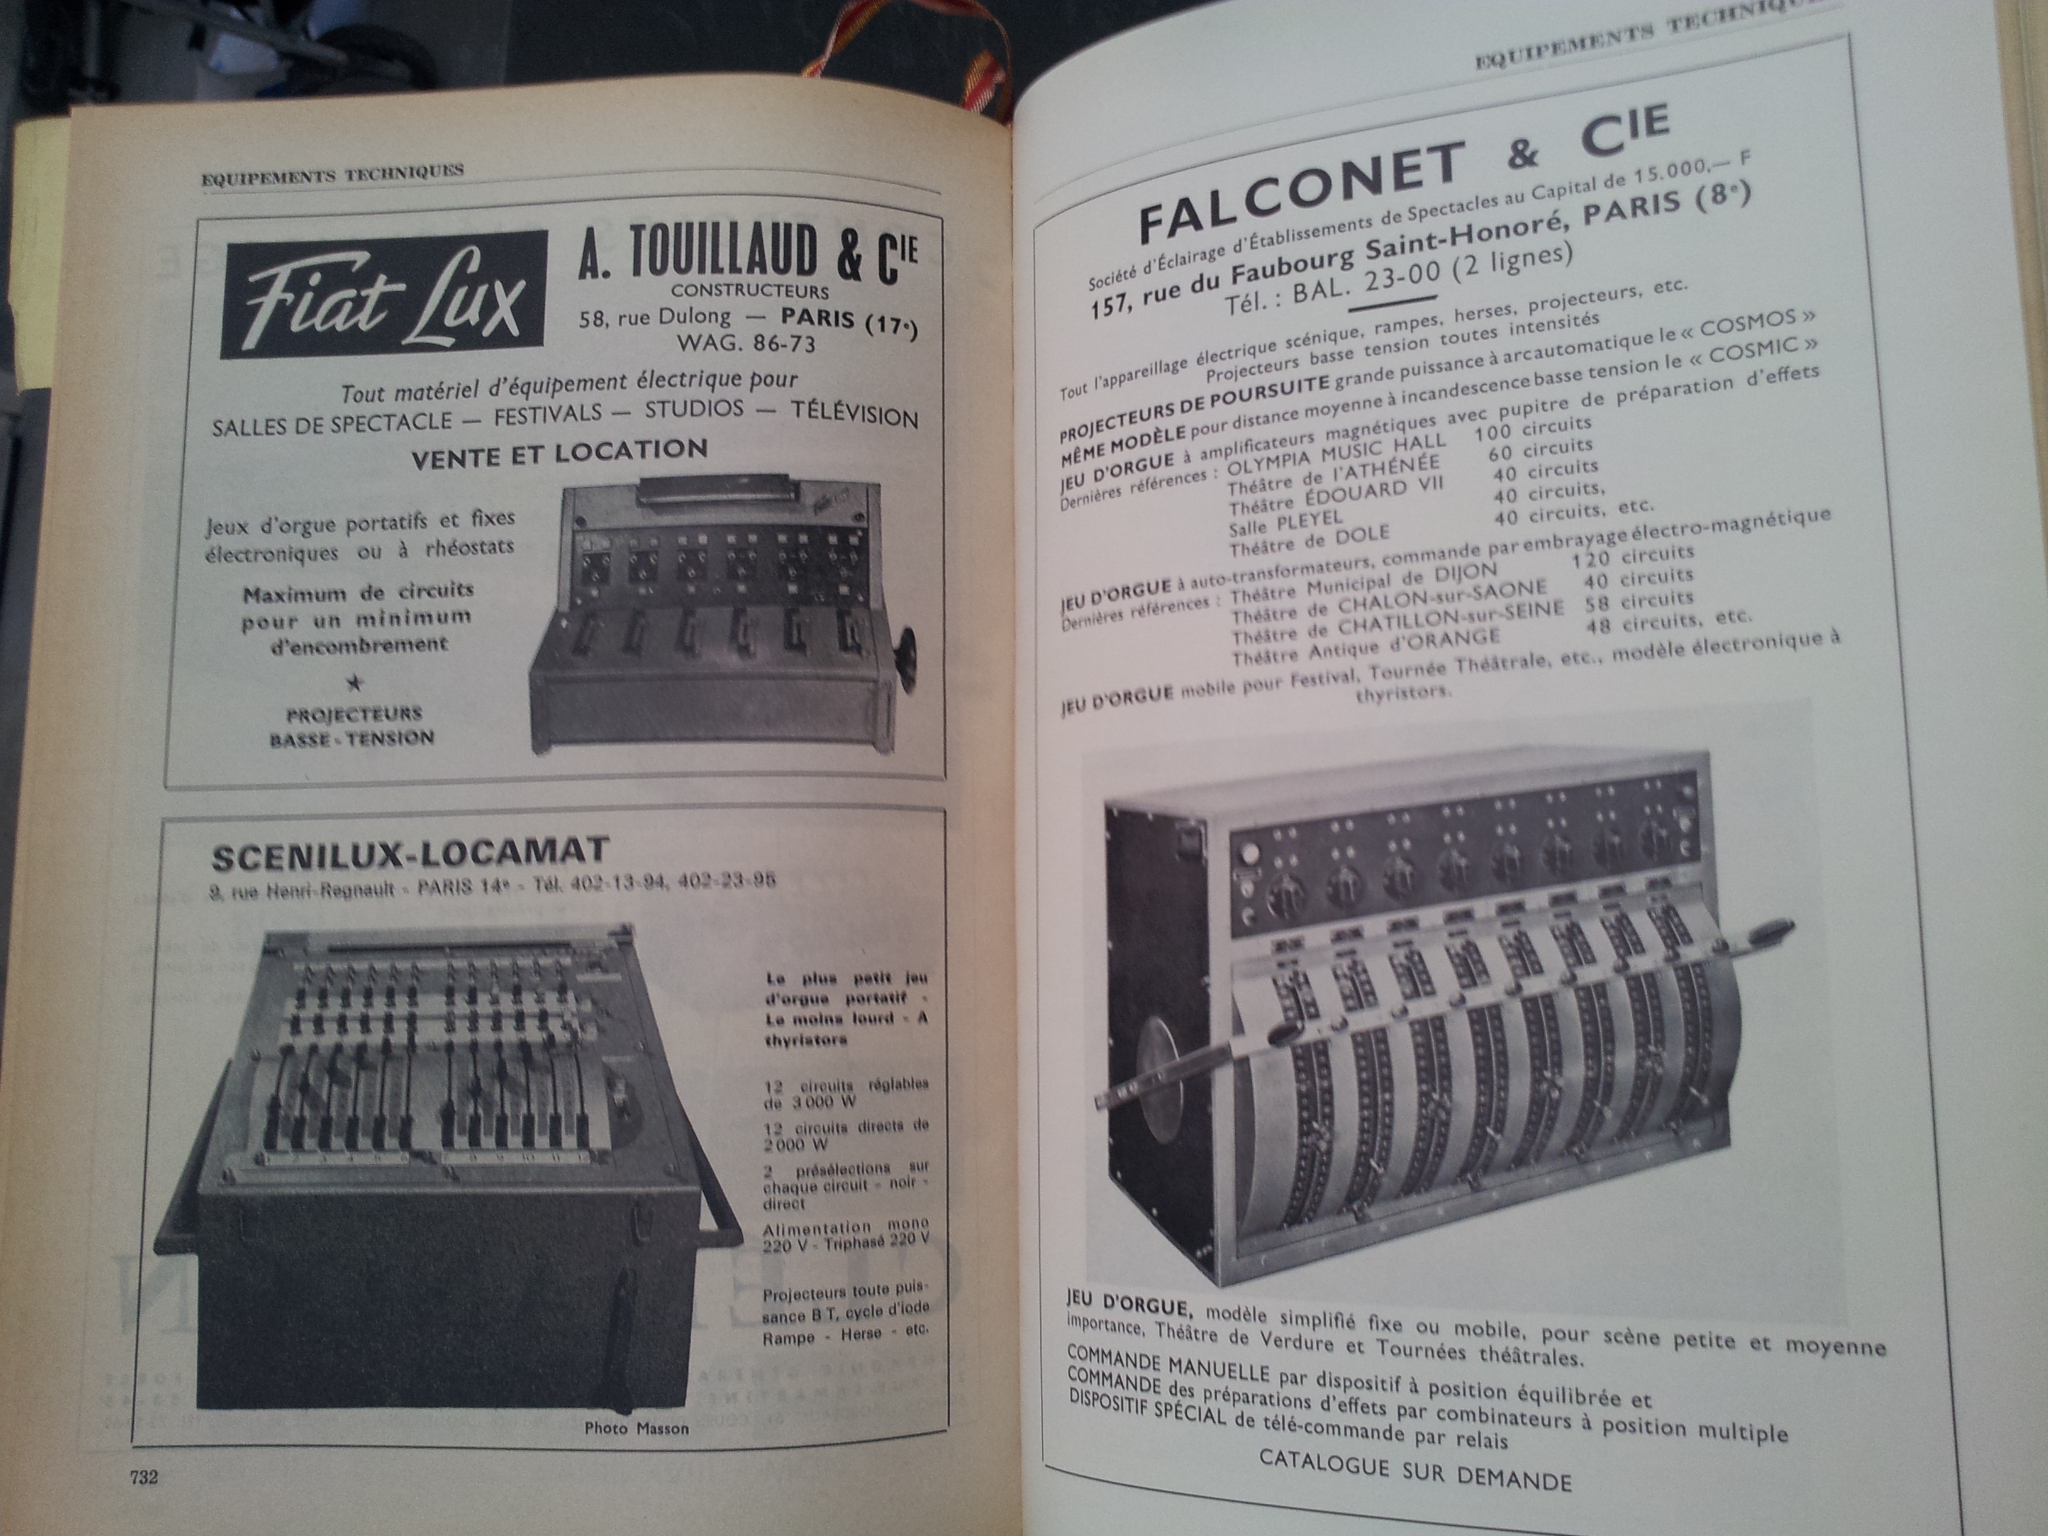 EQUIPEMENTS TECHNIQUES
Fiat Lux
A. TOUILLAUD & CIE
CONSTRUCTEURS
58, rue Dulong — PARIS (17e)
WAG. 86-73
Tout matériel d'équipement électrique pour
SALLES DE SPECTACLE — FESTIVALS — STUDIOS — TÉLÉVISION
VENTE ET LOCATION
Jeux d'orgue portatifs et fixes
électroniques ou à rhéostats
Maximum de circuits
pour un minimum
d'encombrement
★
PROJECTEURS
BASSE-TENSION
SCENILUX-LOCAMAT
9, rue Henri-Regnault - PARIS 14e - Tél. 402-13-94, 402-23-95
Le plus petit jeu
d'orgue portatif -
Le moins lourd - A
thyristors
12 circuits réglables
de 3 000 W
12 circuits directs de
2 000 W
2 présélections sur
chaque circuit - noir -
direct
Alimentation mono
220 V - Triphasé 220 V
Projecteurs toute puis-
sance B T, cycle d'iode
Rampe - Herse - etc.
Photo Masson
732
EQUIPEMENTS
FALCONET & CIE
Société d'Éclairage d'Établissements de Spectacles au Capital de 15.000,— F
157, rue du Faubourg Saint-Honoré, PARIS (8e)
Tél. : BAL. 23-00 (2 lignes)
Tout l'appareillage électrique scénique, rampes, herses, projecteurs, etc.
Projecteurs basse tension toutes intensités
PROJECTEURS DE POURSUITE grande puissance à arcautomatique le « COSMOS »
MÊME MODÈLE pour distance moyenne à incandescence basse tension le « COSMIC »
JEU D'ORGUE à amplificateurs magnétiques avec pupitre de préparation d'effets
Dernières références : OLYMPIA MUSIC HALL 100 circuits
Théâtre de l'ATHÉNÉE 60 circuits
Théâtre ÉDOUARD VII 40 circuits
Salle PLEYEL 40 circuits,
Théâtre de DOLE 40 circuits, etc.
JEU D'ORGUE à auto-transformateurs, commande par embrayage électro-magnétique
Dernières références : Théâtre Municipal de DIJON 120 circuits
Théâtre de CHALON-sur-SAONE 40 circuits
Théâtre de CHATILLON-sur-SEINE 58 circuits
Théâtre Antique d'ORANGE 48 circuits, etc.
JEU D'ORGUE mobile pour Festival, Tournée Théâtrale, etc., modèle électronique à
thyristors.
JEU D'ORGUE, modèle simplifié fixe ou mobile, pour scène petite et moyenne
importance, Théâtre de Verdure et Tournées théâtrales.
COMMANDE MANUELLE par dispositif à position équilibrée et
COMMANDE des préparations d'effets par combinateurs à position multiple
DISPOSITIF SPÉCIAL de télé-commande par relais
CATALOGUE SUR DEMANDE